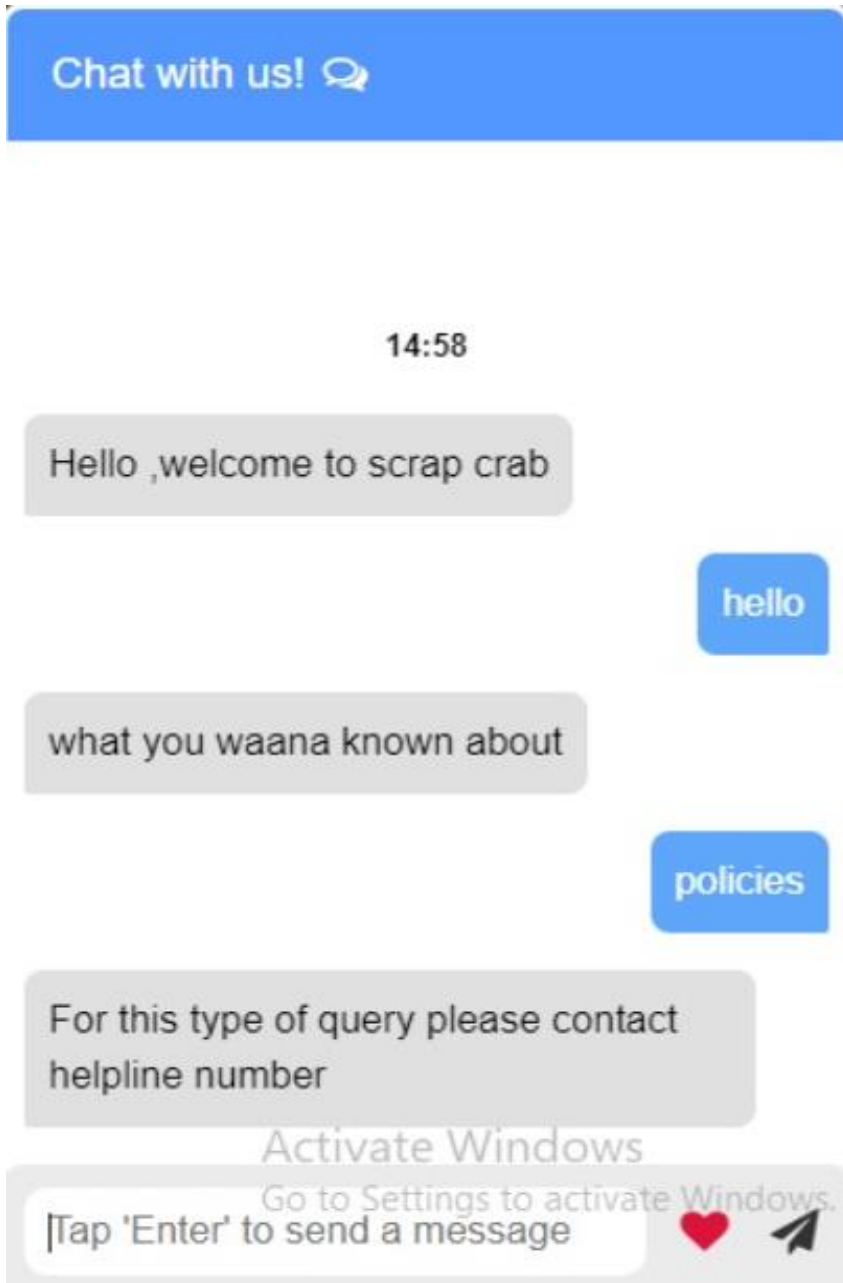 Chat with us!
14:58
Hello ,welcome to scrap crab
hello
what you waana known about
policies
For this type of query please contact
helpline number
Activate Windows
Go to Settings to activate Windows.
Tap 'Enter' to send a message